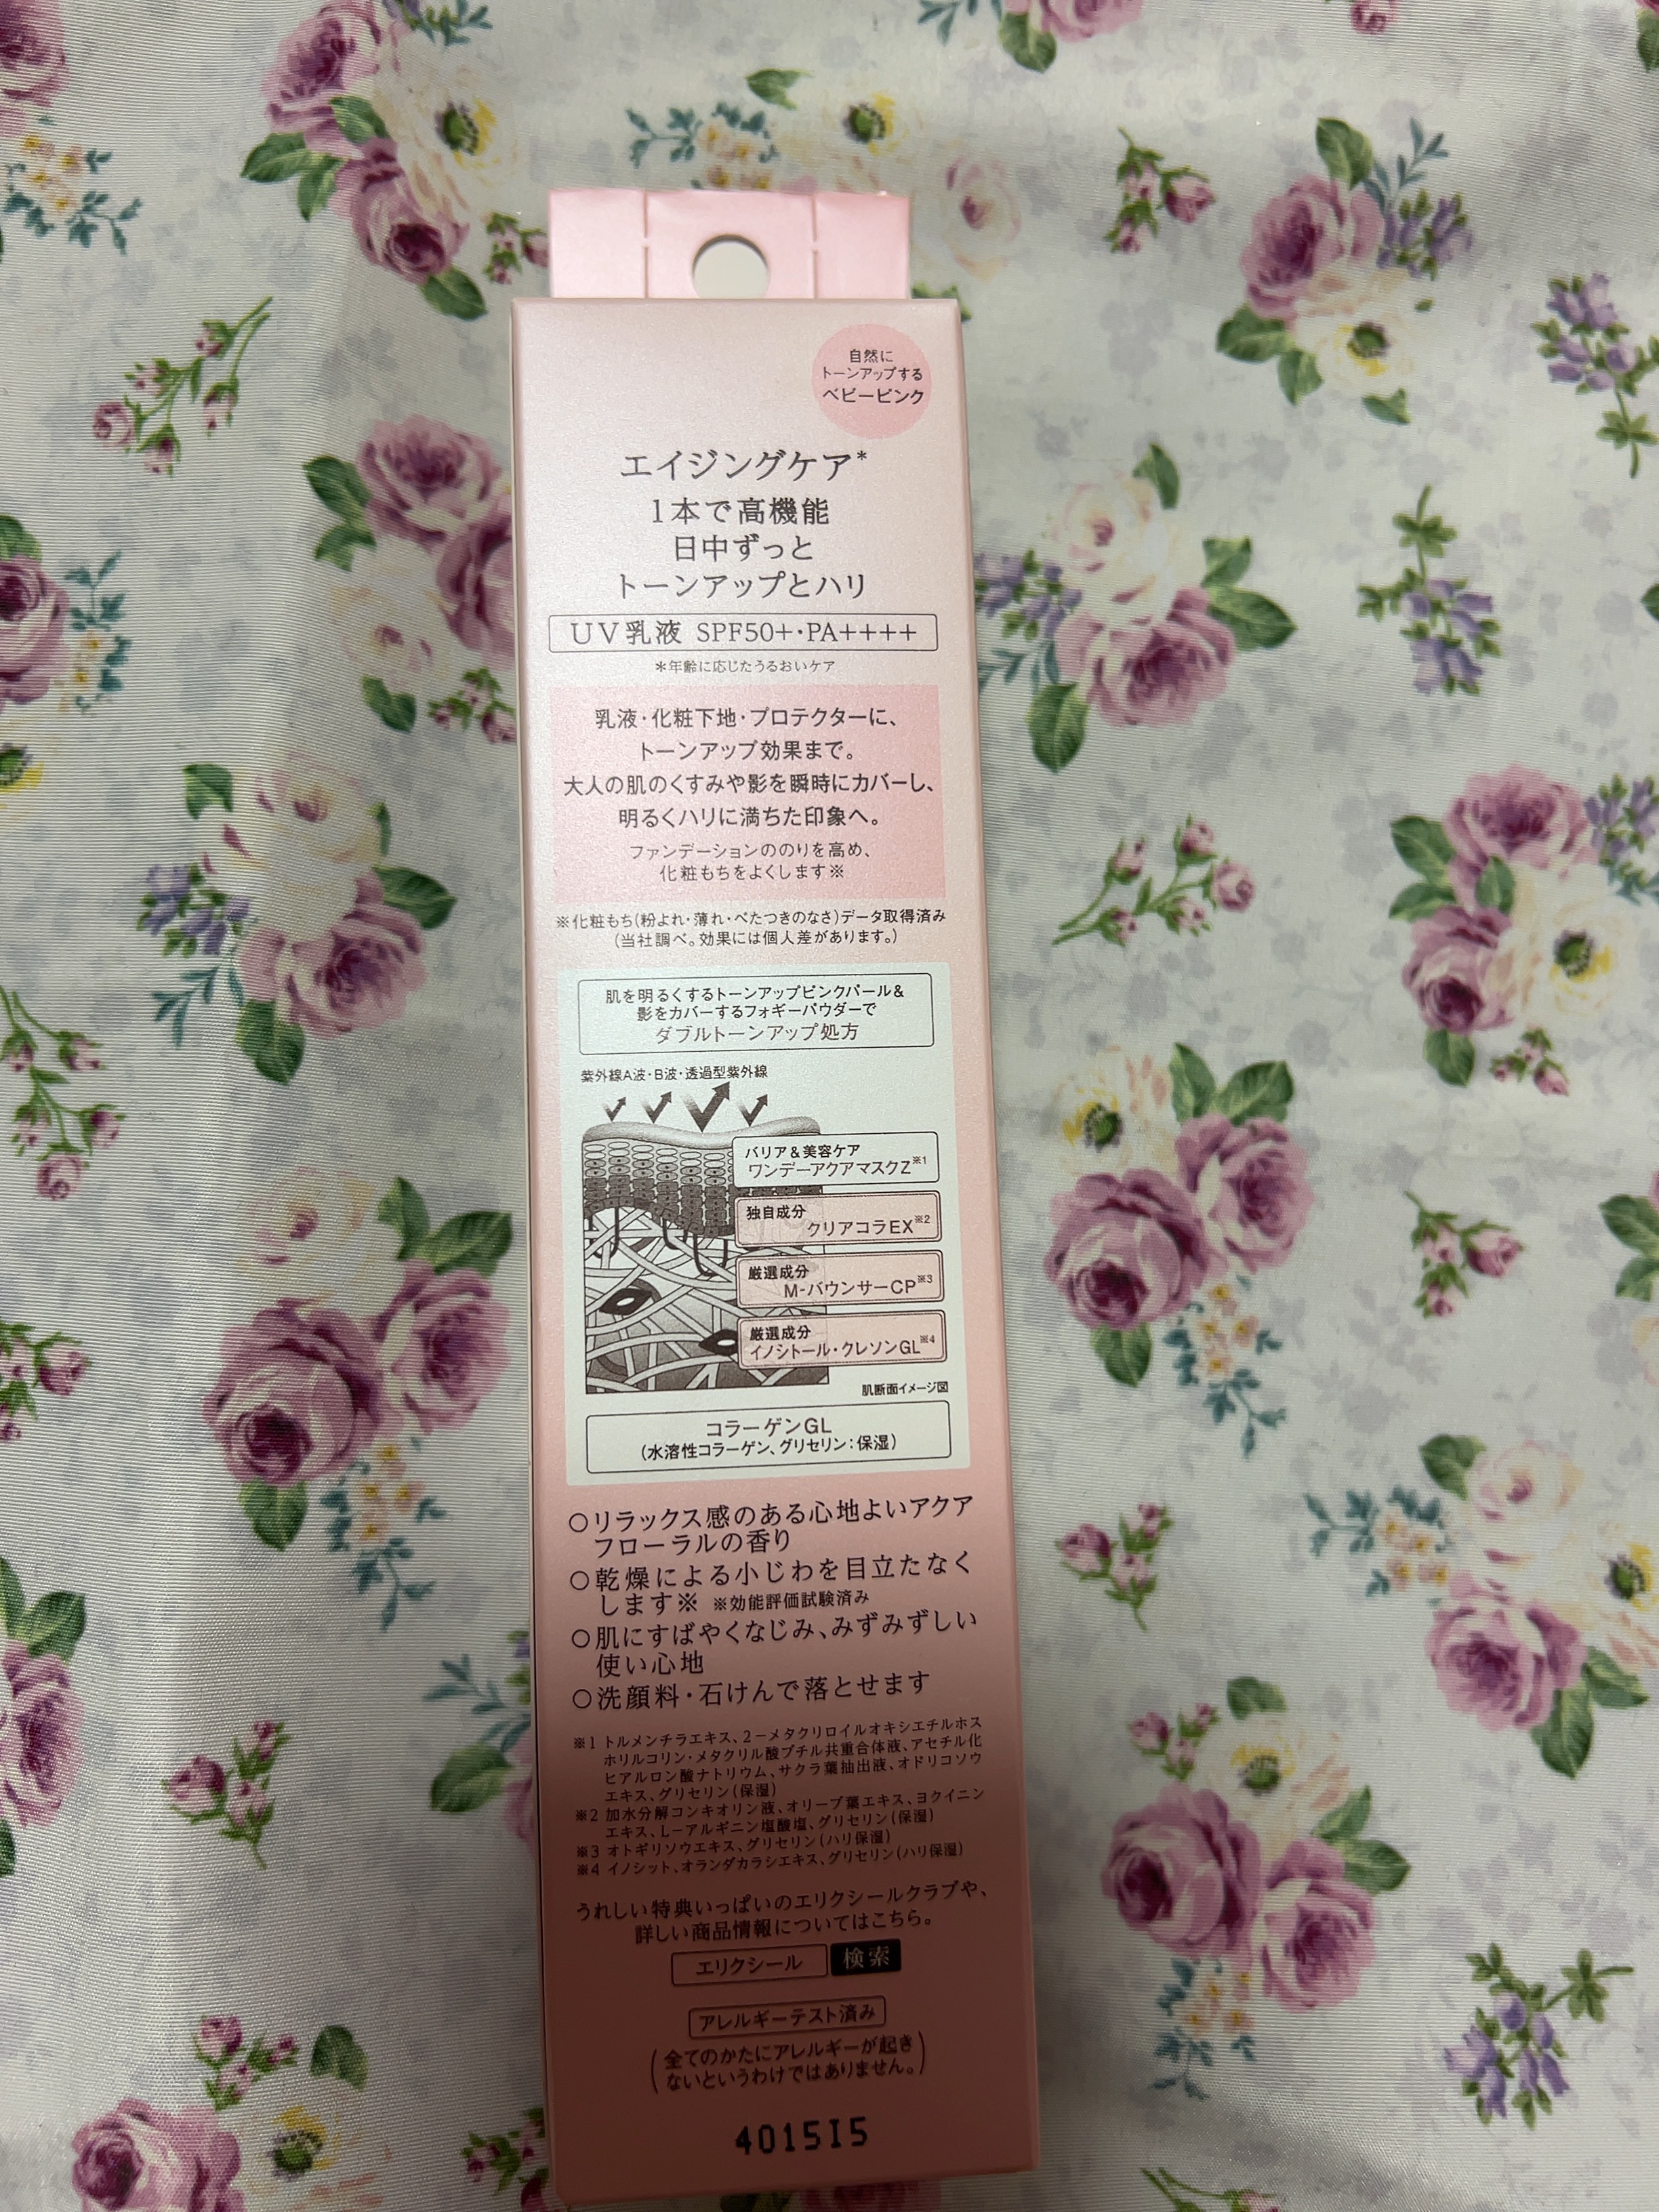 自然に
トーンアップする
ベビーピンク
エイジングケア*
1本で高機能
日中ずっと
トーンアップとハリ
UV乳液 SPF50+・PA++++
*年齢に応じたうるおいケア
乳液・化粧下地・プロテクターに、
トーンアップ効果まで。
大人の肌のくすみや影を瞬時にカバーし、
明るくハリに満ちた印象へ。
ファンデーションののりを高め、
化粧もちをよくします※
※化粧もち(粉よれ・薄れ・べたつきのなさ)データ取得済み
(当社調べ。効果には個人差があります。)
肌を明るくするトーンアップピンクパール&
影をカバーするフォギーパウダーで
ダブルトーンアップ処方
紫外線A波・B波・透過型紫外線
バリア&美容ケア
ワンデーアクアマスクZ※1
独自成分
クリアコラEX※2
厳選成分
M-バウンサーCP※3
厳選成分
イノシトール・クレソンGL※4
肌断面イメージ図
コラーゲンGL
(水溶性コラーゲン、グリセリン:保湿)
○リラックス感のある心地よいアクア
フローラルの香り
○乾燥による小じわを目立たなく
します※ ※効能評価試験済み
○肌にすばやくなじみ、みずみずしい
使い心地
○洗顔料・石けんで落とせます
※1 トルメンチラエキス、2-メタクリロイルオキシエチルホス
ホリルコリン・メタクリル酸ブチル共重合体液、アセチル化
ヒアルロン酸ナトリウム、サクラ葉抽出液、オドリコソウ
エキス、グリセリン(保湿)
※2 加水分解コンキオリン液、オリーブ葉エキス、ヨクイニン
エキス、L-アルギニン塩酸塩、グリセリン(保湿)
※3 オトギリソウエキス、グリセリン(ハリ保湿)
※4 イノシット、オランダカラシエキス、グリセリン(ハリ保湿)
うれしい特典いっぱいのエリクシールクラブや、
詳しい商品情報についてはこちら。
エリクシール 検索
アレルギーテスト済み
(全てのかたにアレルギーが起き
ないというわけではありません。)
4015I5